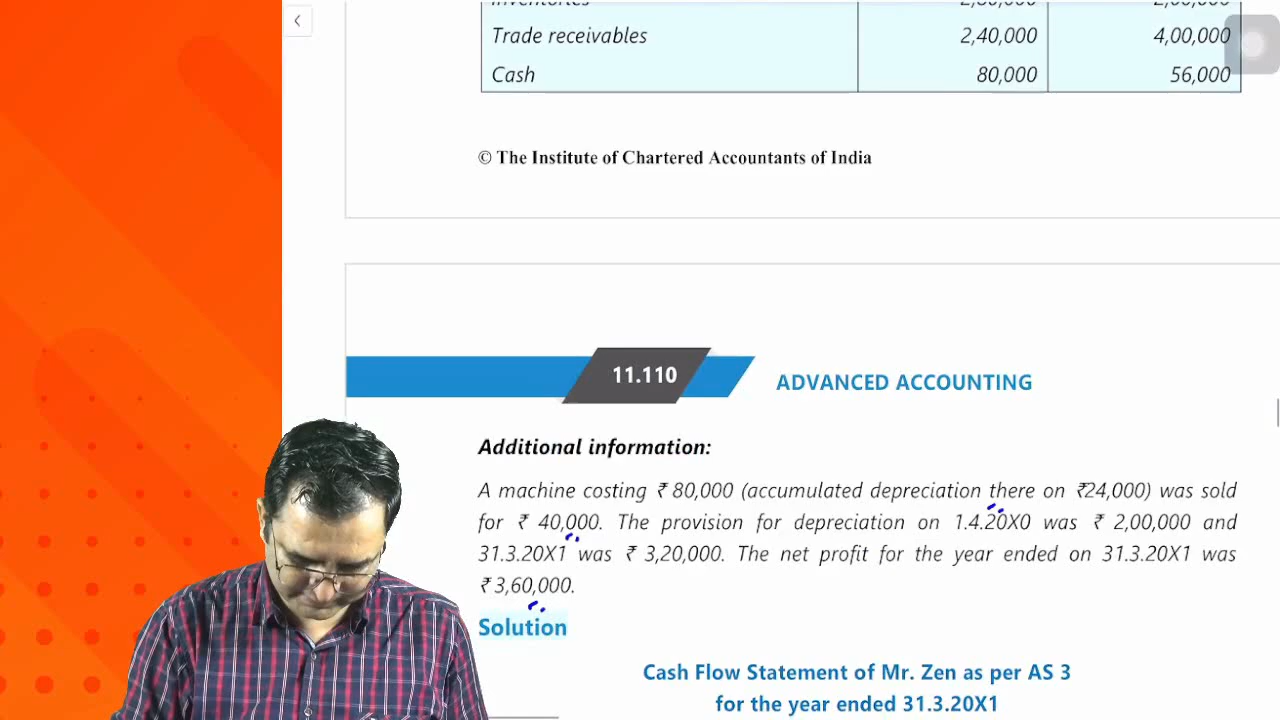 Trade receivables 2,40,000 4,00,000
Cash 80,000 56,000
© The Institute of Chartered Accountants of India
11.110 ADVANCED ACCOUNTING
Additional information:
A machine costing ₹ 80,000 (accumulated depreciation there on ₹24,000) was sold
for ₹ 40,000. The provision for depreciation on 1.4.20X0 was ₹ 2,00,000 and
31.3.20X1 was ₹ 3,20,000. The net profit for the year ended on 31.3.20X1 was
₹ 3,60,000.
Solution
Cash Flow Statement of Mr. Zen as per AS 3
for the year ended 31.3.20X1